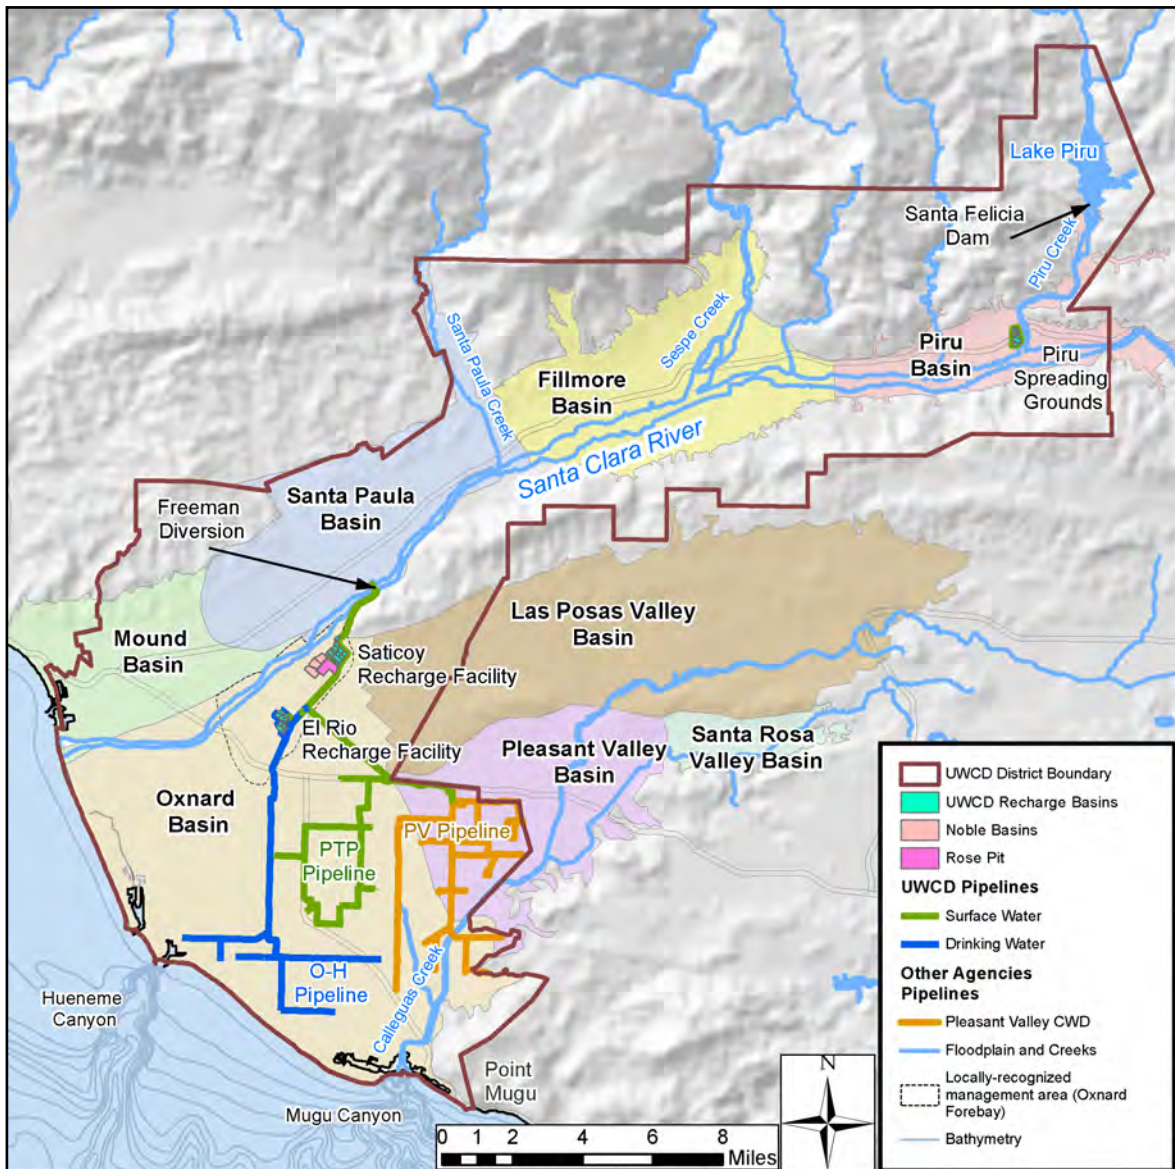 Lake Piru
Santa Felicia
Dam
Piru Creek
Santa Paula Creek
Sespe Creek
Fillmore
Basin
Piru
Basin
Piru
Spreading
Grounds
Santa Clara River
Santa Paula
Basin
Freeman
Diversion
Mound
Basin
Las Posas Valley
Basin
Saticoy
Recharge Facility
El Rio
Recharge Facility
Pleasant Valley
Basin
Santa Rosa
Valley Basin
Oxnard
Basin
PV Pipeline
PTP
Pipeline
O-H
Pipeline
Calleguas Creek
Hueneme
Canyon
Mugu Canyon
Point
Mugu
UWCD District Boundary
UWCD Recharge Basins
Noble Basins
Rose Pit
UWCD Pipelines
Surface Water
Drinking Water
Other Agencies
Pipelines
Pleasant Valley CWD
Floodplain and Creeks
Locally-recognized
management area (Oxnard
Forebay)
Bathymetry
N
0 1 2 4 6 8
Miles